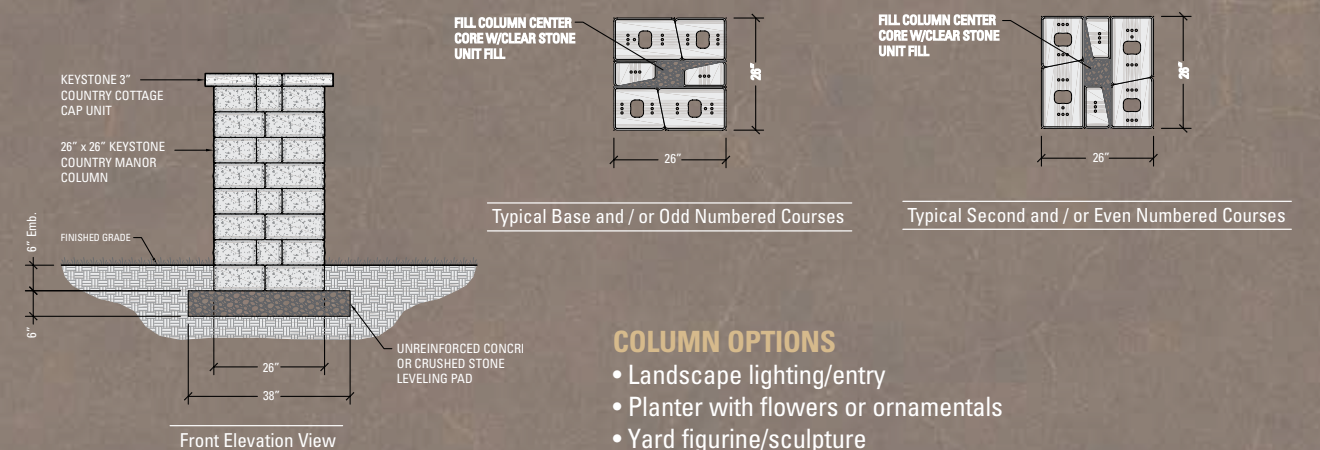 KEYSTONE 3"
COUNTRY COTTAGE
CAP UNIT
26" x 26" KEYSTONE
COUNTRY MANOR
COLUMN
6" Emb.
FINISHED GRADE
6"
26"
38"
UNREINFORCED CONCR
OR CRUSHED STONE
LEVELING PAD
Front Elevation View
FILL COLUMN CENTER
CORE W/CLEAR STONE
UNIT FILL
26"
26"
Typical Base and / or Odd Numbered Courses
FILL COLUMN CENTER
CORE W/CLEAR STONE
UNIT FILL
26"
26"
Typical Second and / or Even Numbered Courses
COLUMN OPTIONS
• Landscape lighting/entry
• Planter with flowers or ornamentals
• Yard figurine/sculpture